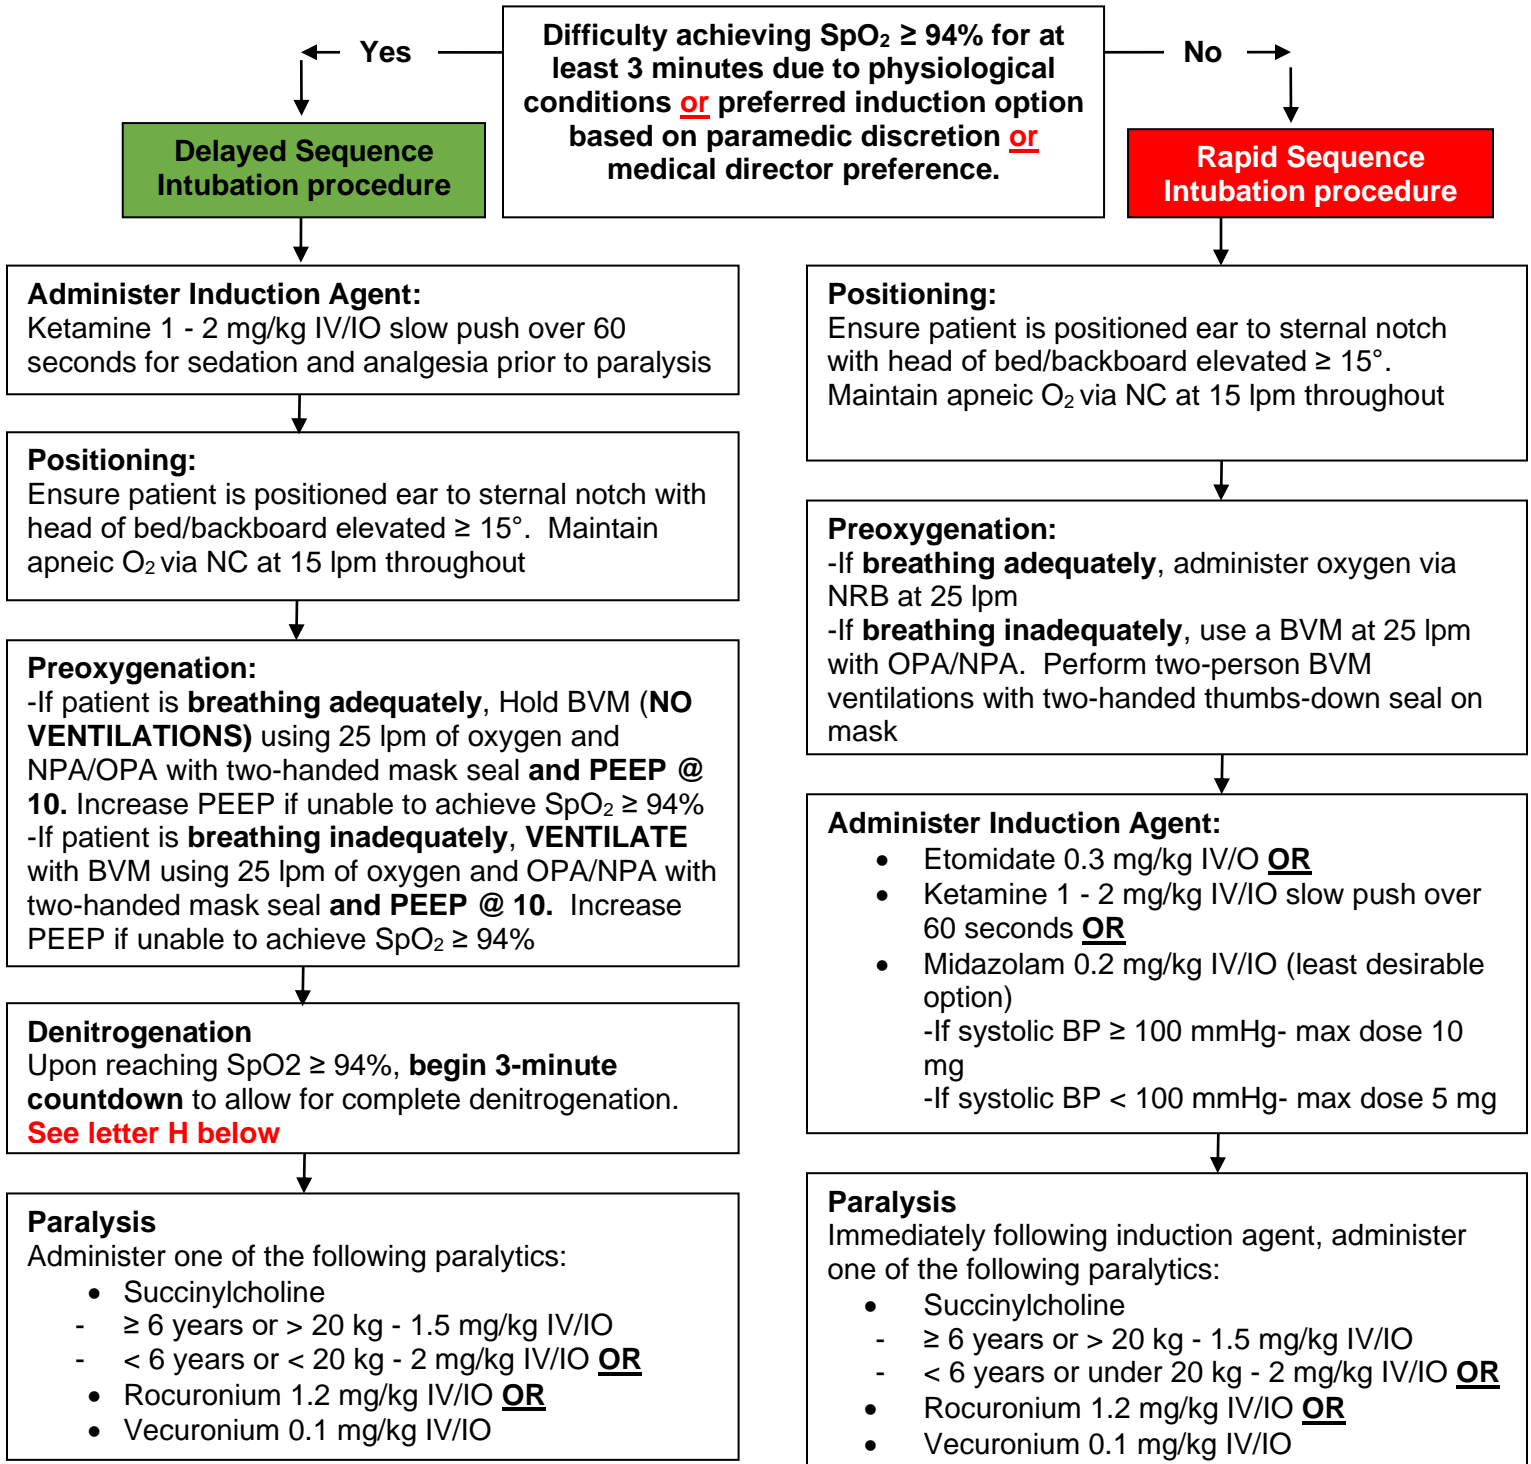 Difficulty achieving SpO₂ ≥ 94% for at
least 3 minutes due to physiological
conditions or preferred induction option
based on paramedic discretion or
medical director preference.
Yes
No
Delayed Sequence
Intubation procedure
Rapid Sequence
Intubation procedure
Administer Induction Agent:
Ketamine 1 - 2 mg/kg IV/IO slow push over 60
seconds for sedation and analgesia prior to paralysis
Positioning:
Ensure patient is positioned ear to sternal notch with
head of bed/backboard elevated ≥ 15°.  Maintain
apneic O₂ via NC at 15 lpm throughout
Preoxygenation:
-If patient is breathing adequately, Hold BVM (NO
VENTILATIONS) using 25 lpm of oxygen and
NPA/OPA with two-handed mask seal and PEEP @
10. Increase PEEP if unable to achieve SpO₂ ≥ 94%
-If patient is breathing inadequately, VENTILATE
with BVM using 25 lpm of oxygen and OPA/NPA with
two-handed mask seal and PEEP @ 10.  Increase
PEEP if unable to achieve SpO₂ ≥ 94%
Denitrogenation
Upon reaching SpO2 ≥ 94%, begin 3-minute
countdown to allow for complete denitrogenation.
See letter H below
Paralysis
Administer one of the following paralytics:
• Succinylcholine
- ≥ 6 years or > 20 kg - 1.5 mg/kg IV/IO
- < 6 years or < 20 kg - 2 mg/kg IV/IO OR
• Rocuronium 1.2 mg/kg IV/IO OR
• Vecuronium 0.1 mg/kg IV/IO
Positioning:
Ensure patient is positioned ear to sternal notch
with head of bed/backboard elevated ≥ 15°.
Maintain apneic O₂ via NC at 15 lpm throughout
Preoxygenation:
-If breathing adequately, administer oxygen via
NRB at 25 lpm
-If breathing inadequately, use a BVM at 25 lpm
with OPA/NPA.  Perform two-person BVM
ventilations with two-handed thumbs-down seal on
mask
Administer Induction Agent:
• Etomidate 0.3 mg/kg IV/O OR
• Ketamine 1 - 2 mg/kg IV/IO slow push over
60 seconds OR
• Midazolam 0.2 mg/kg IV/IO (least desirable
option)
-If systolic BP ≥ 100 mmHg- max dose 10
mg
-If systolic BP < 100 mmHg- max dose 5 mg
Paralysis
Immediately following induction agent, administer
one of the following paralytics:
• Succinylcholine
- ≥ 6 years or > 20 kg - 1.5 mg/kg IV/IO
- < 6 years or under 20 kg - 2 mg/kg IV/IO OR
• Rocuronium 1.2 mg/kg IV/IO OR
• Vecuronium 0.1 mg/kg IV/IO